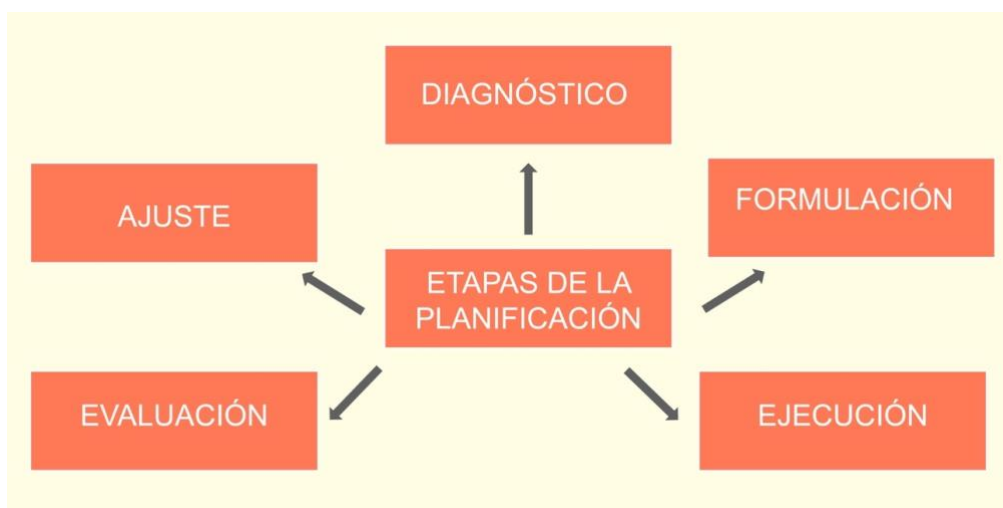 DIAGNÓSTICO
AJUSTE
FORMULACIÓN
ETAPAS DE LA
PLANIFICACIÓN
EVALUACIÓN
EJECUCIÓN